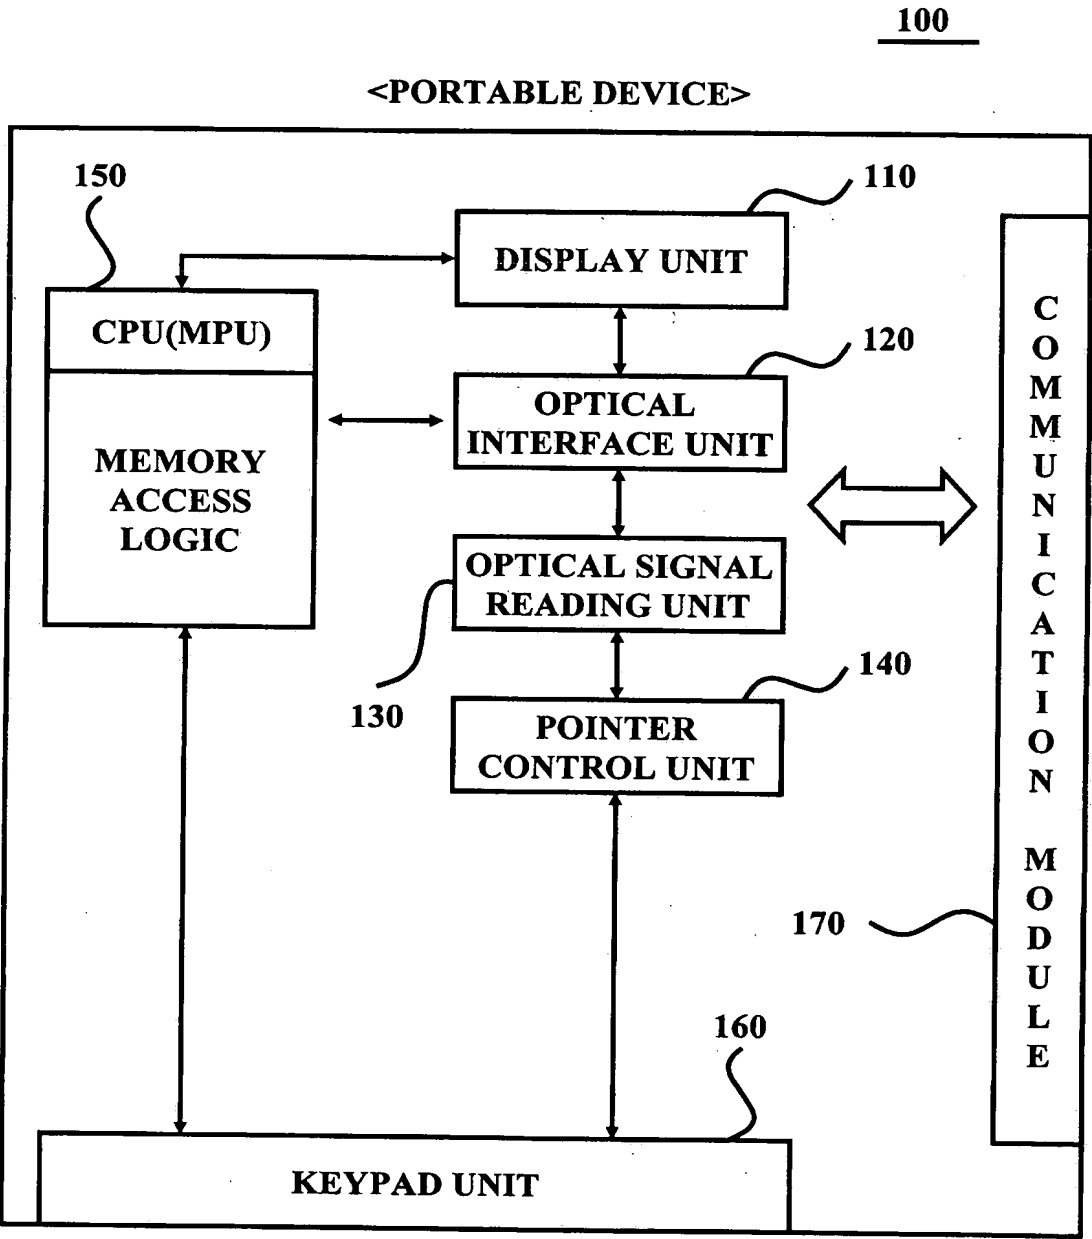 100
<PORTABLE DEVICE>
150
110
DISPLAY UNIT
CPU(MPU)
120
OPTICAL
INTERFACE UNIT
MEMORY
ACCESS
LOGIC
OPTICAL SIGNAL
READING UNIT
130
140
POINTER
CONTROL UNIT
COMMUNICATION MODULE
170
160
KEYPAD UNIT